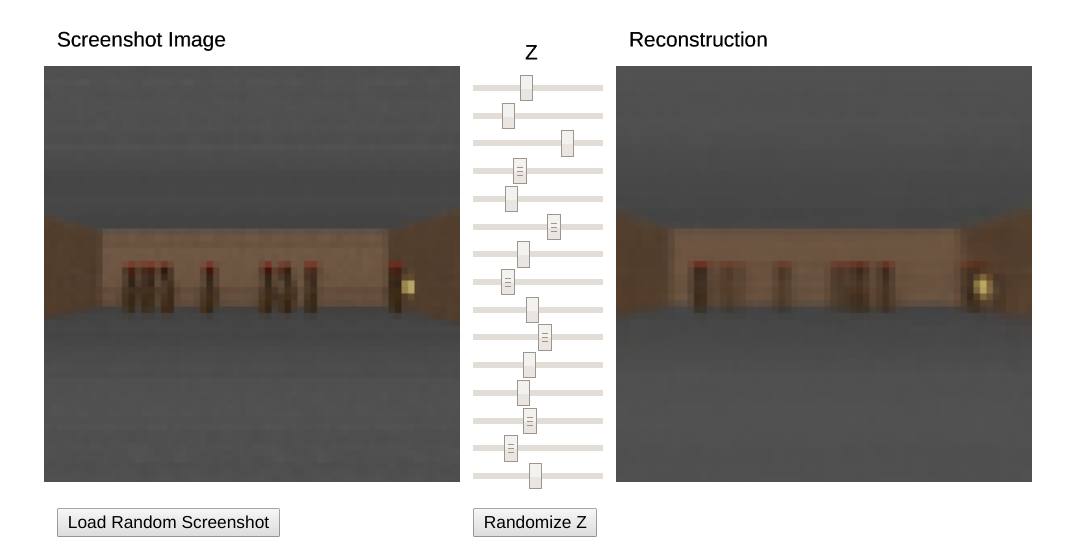 Screenshot Image
Z
Reconstruction
Load Random Screenshot
Randomize Z